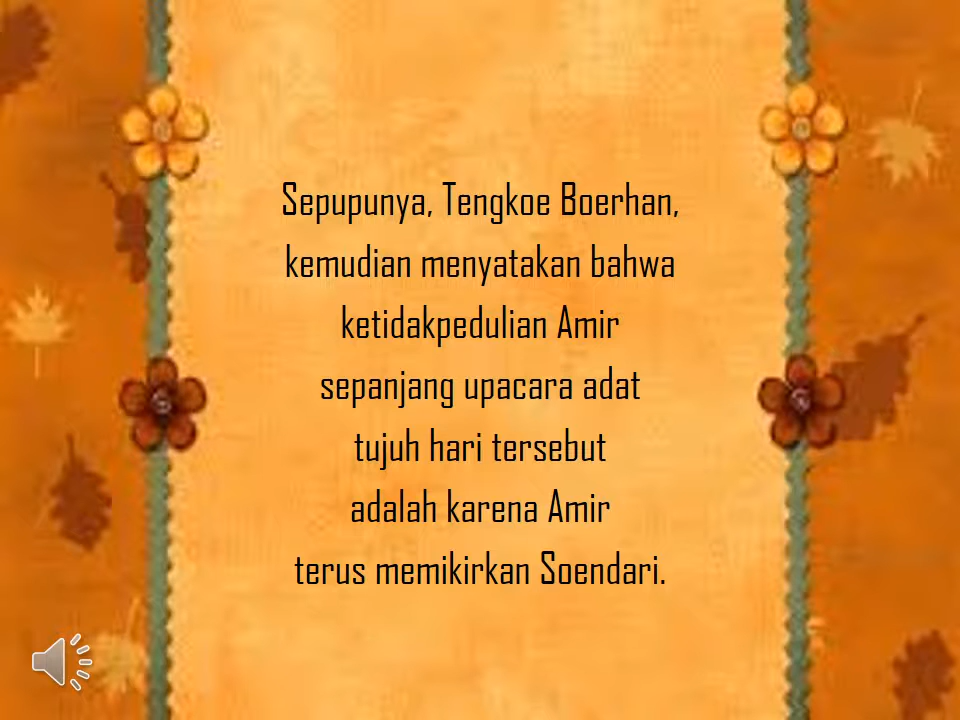 Sepupunya, Tengkoe Boerhan,
kemudian menyatakan bahwa
ketidakpedulian Amir
sepanjang upacara adat
tujuh hari tersebut
adalah karena Amir
terus memikirkan Soendari.